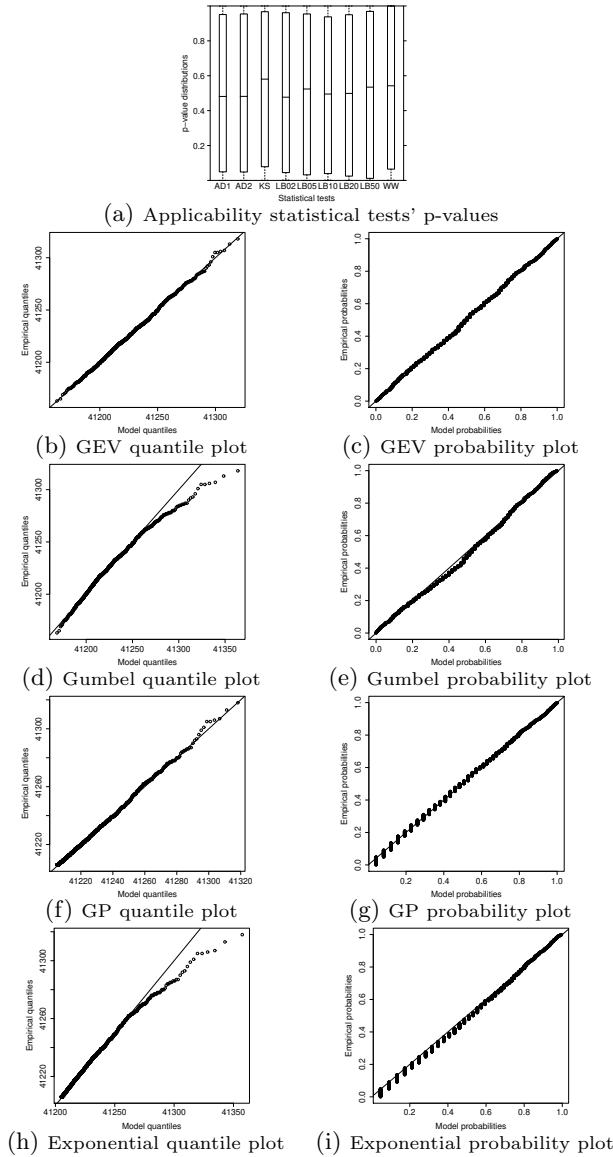 p−value distributions
0.2 0.4 0.6 0.8
AD1 AD2 KS LB02 LB05 LB10 LB20 LB50 WW
Statistical tests
(a) Applicability statistical tests' p-values
Empirical quantiles
41200 41250 41300
41200 41250 41300
Model quantiles
(b) GEV quantile plot
Empirical probabilities
0.0 0.2 0.4 0.6 0.8 1.0
0.0 0.2 0.4 0.6 0.8 1.0
Model probabilities
(c) GEV probability plot
Empirical quantiles
41200 41250 41300
41200 41250 41300 41350
Model quantiles
(d) Gumbel quantile plot
Empirical probabilities
0.0 0.2 0.4 0.6 0.8 1.0
0.0 0.2 0.4 0.6 0.8 1.0
Model probabilities
(e) Gumbel probability plot
Empirical quantiles
41220 41260 41300
41220 41240 41260 41280 41300 41320
Model quantiles
(f) GP quantile plot
Empirical probabilities
0.0 0.2 0.4 0.6 0.8 1.0
0.2 0.4 0.6 0.8 1.0
Model probabilities
(g) GP probability plot
Empirical quantiles
41220 41260 41300
41200 41250 41300 41350
Model quantiles
(h) Exponential quantile plot
Empirical probabilities
0.0 0.2 0.4 0.6 0.8 1.0
0.2 0.4 0.6 0.8 1.0
Model probabilities
(i) Exponential probability plot